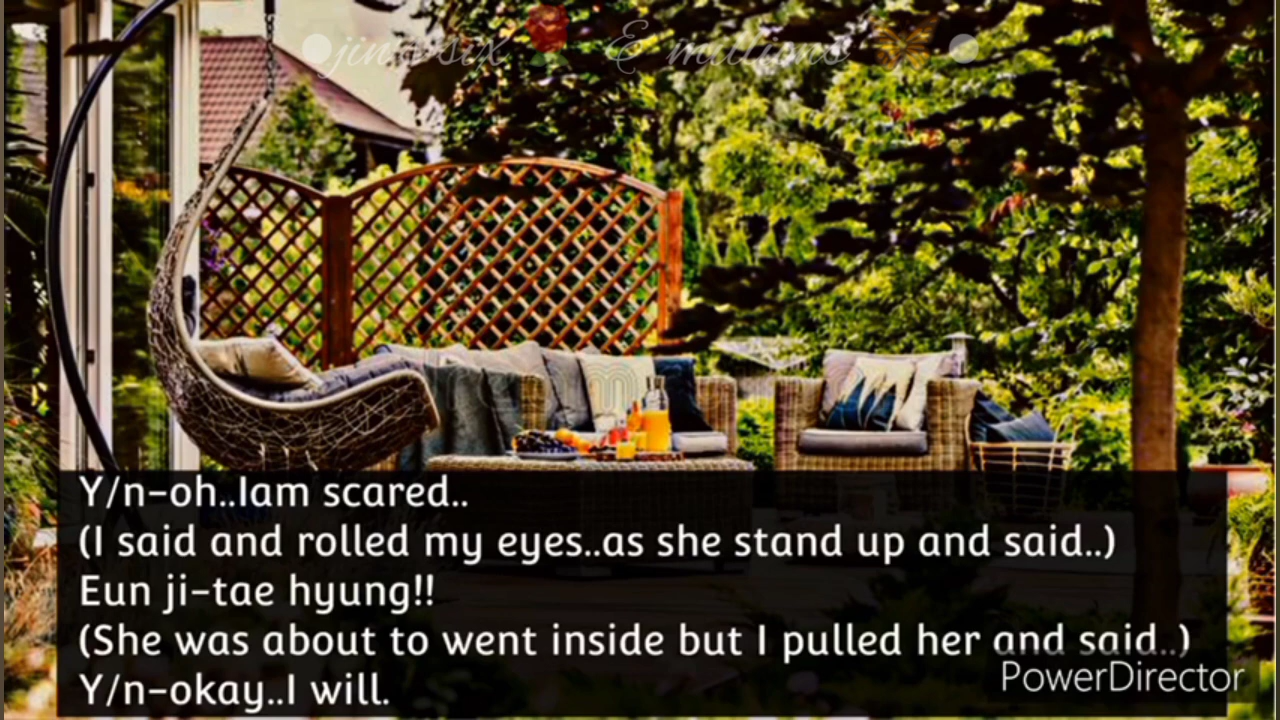 & millions
Y/n-oh..Iam scared..
(I said and rolled my eyes..as she stand up and said..)
Eun ji-tae hyung!!
(She was about to went inside but I pulled her and said..)
PowerDirector
Y/n-okay..I will.